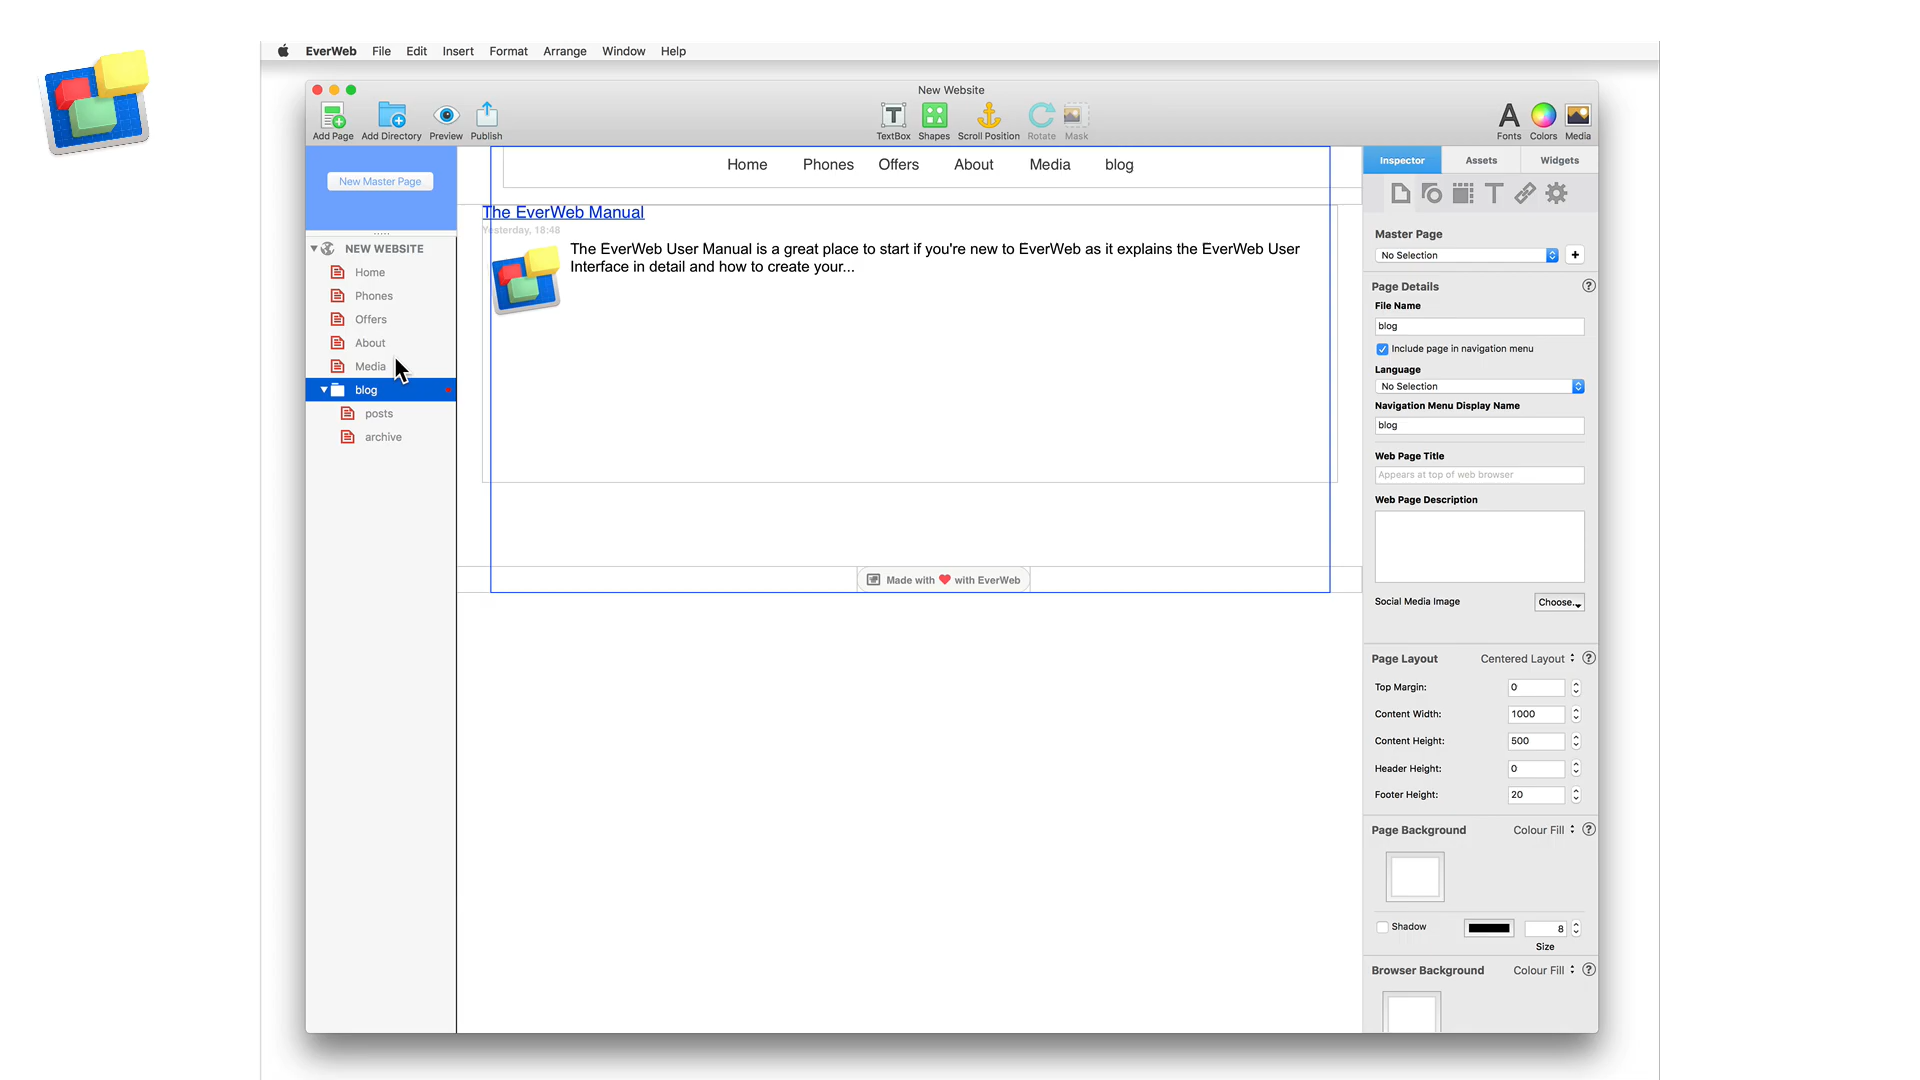 EverWeb File Edit Insert Format Arrange Window Help
New Website
Add Page Add Directory Preview Publish
TextBox Shapes Scroll Position Rotate Mask
Fonts Colors Media
New Master Page
NEW WEBSITE
Home
Phones
Offers
About
Media
blog
posts
archive
Home Phones Offers About Media blog
The EverWeb Manual
Yesterday, 18:48
The EverWeb User Manual is a great place to start if you're new to EverWeb as it explains the EverWeb User
Interface in detail and how to create your...
Made with with EverWeb
Inspector Assets Widgets
Master Page
No Selection
Page Details
File Name
blog
Include page in navigation menu
Language
No Selection
Navigation Menu Display Name
blog
Web Page Title
Appears at top of web browser
Web Page Description
Social Media Image Choose...
Page Layout Centered Layout
Top Margin: 0
Content Width: 1000
Content Height: 500
Header Height: 0
Footer Height: 20
Page Background Colour Fill
Shadow 8
Size
Browser Background Colour Fill